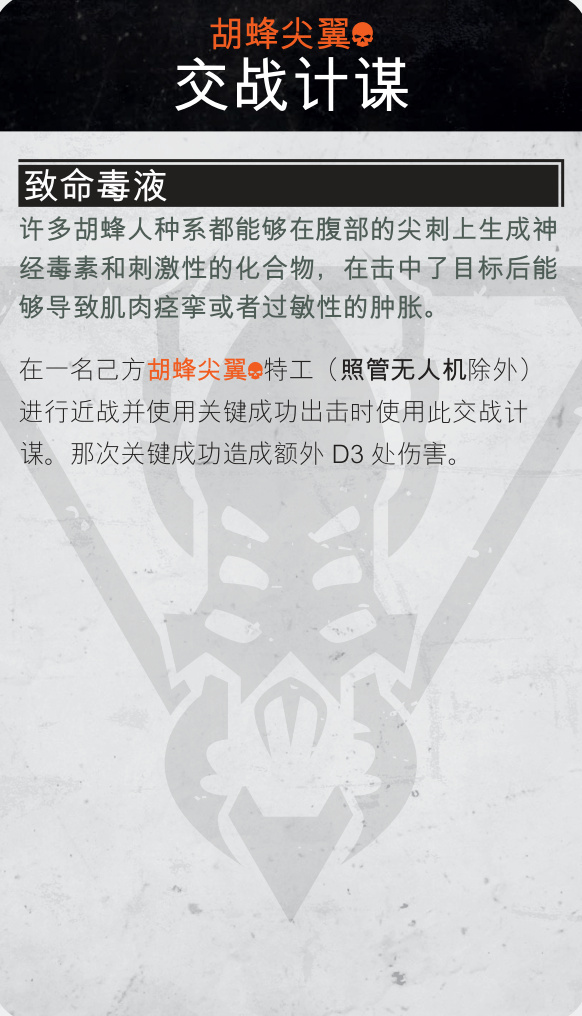 胡蜂尖翼
交战计谋
致命毒液
许多胡蜂人种系都能够在腹部的尖刺上生成神
经毒素和刺激性的化合物，在击中了目标后能
够导致肌肉痉挛或者过敏性的肿胀。
在一名己方胡蜂尖翼特工（照管无人机除外）
进行近战并使用关键成功出击时使用此交战计
谋。那次关键成功造成额外 D3 处伤害。